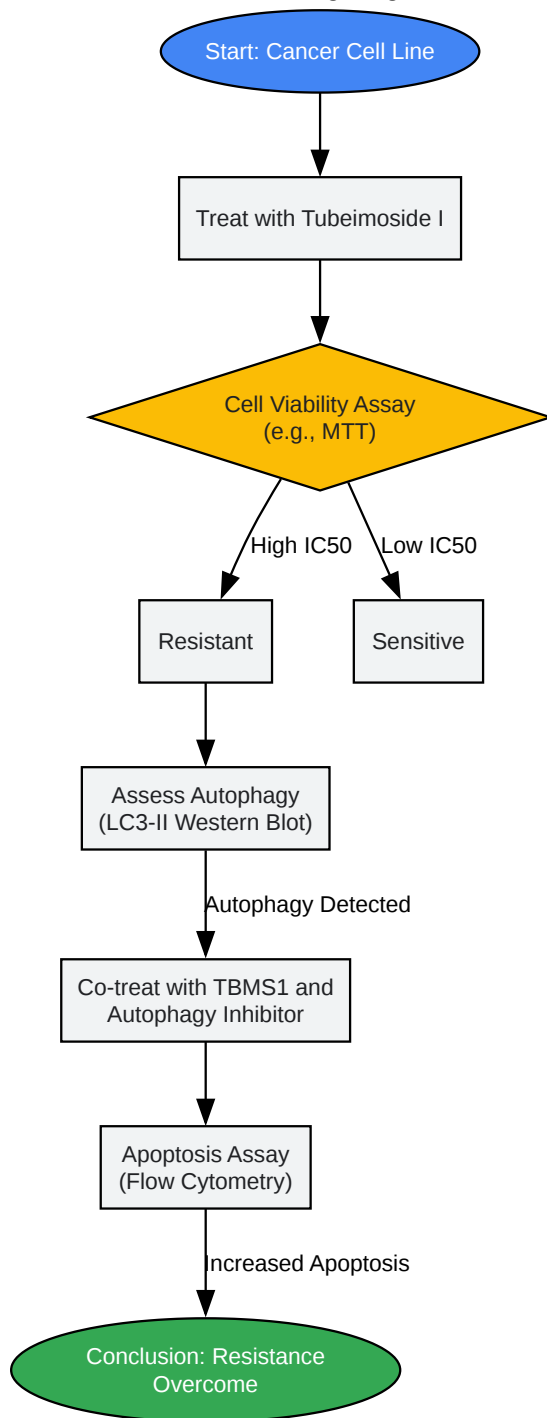 Start: Cancer Cell Line
Treat with Tubeimoside I
Cell Viability Assay
(e.g., MTT)
High IC50
Low IC50
Resistant
Sensitive
Assess Autophagy
(LC3-II Western Blot)
Autophagy Detected
Co-treat with TBMS1 and
Autophagy Inhibitor
Apoptosis Assay
(Flow Cytometry)
Increased Apoptosis
Conclusion: Resistance
Overcome